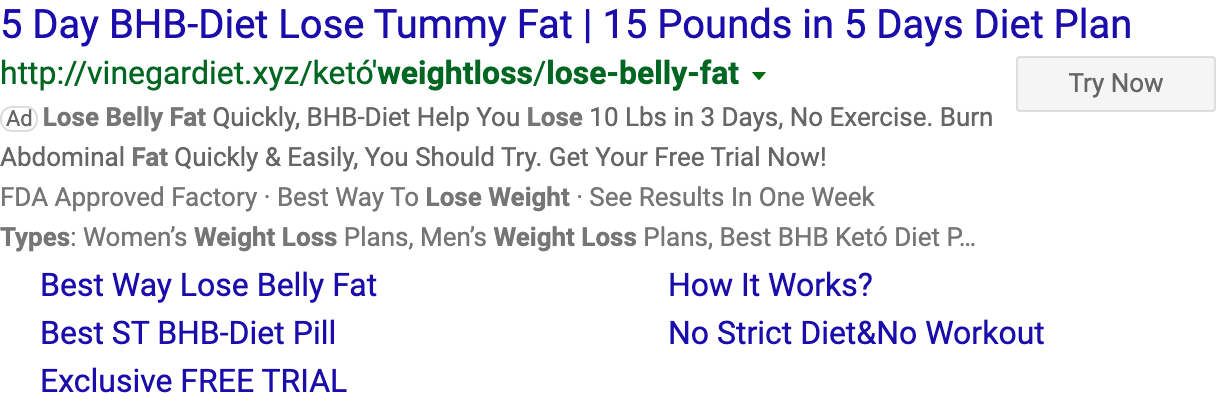 5 Day BHB-Diet Lose Tummy Fat | 15 Pounds in 5 Days Diet Plan
http://vinegardiet.xyz/ketó'weightloss/lose-belly-fat
Try Now
Ad Lose Belly Fat Quickly, BHB-Diet Help You Lose 10 Lbs in 3 Days, No Exercise. Burn
Abdominal Fat Quickly & Easily, You Should Try. Get Your Free Trial Now!
FDA Approved Factory · Best Way To Lose Weight · See Results In One Week
Types: Women’s Weight Loss Plans, Men’s Weight Loss Plans, Best BHB Ketó Diet P...
Best Way Lose Belly Fat
How It Works?
Best ST BHB-Diet Pill
No Strict Diet&No Workout
Exclusive FREE TRIAL